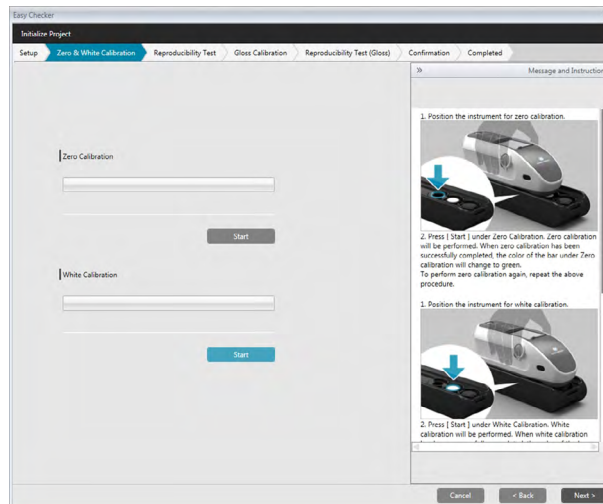 Easy Checker
Initialize Project
Setup
Zero & White Calibration
Reproducibility Test
Gloss Calibration
Reproducibility Test (Gloss)
Confirmation
Completed
»
Message and Instruction
Zero Calibration
Start
White Calibration
Start
1. Position the instrument for zero calibration.
2. Press [ Start ] under Zero Calibration. Zero calibration
will be performed. When zero calibration has been
successfully completed, the color of the bar under Zero
calibration will change to green.
To perform zero calibration again, repeat the above
procedure.
1. Position the instrument for white calibration.
2. Press [ Start ] under White Calibration. White
calibration will be performed. When white calibration
Cancel
< Back
Next >